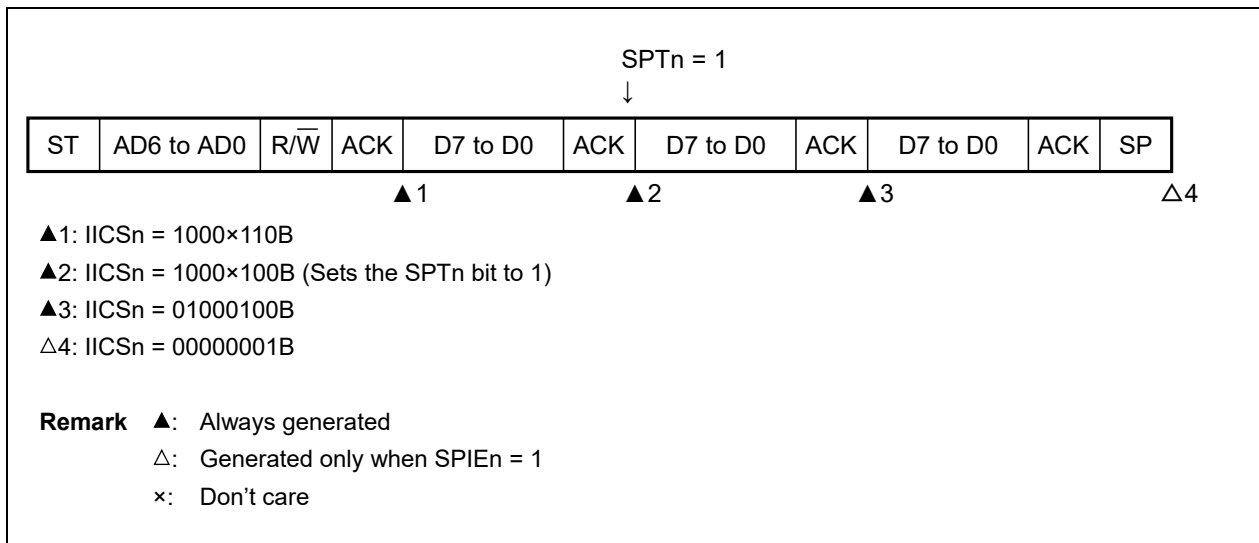 SPTn = 1
↓
ST AD6 to AD0 R/W̅ ACK D7 to D0 ACK D7 to D0 ACK D7 to D0 ACK SP
▲1 ▲2 ▲3 △4
▲1: IICSn = 1000×110B
▲2: IICSn = 1000×100B (Sets the SPTn bit to 1)
▲3: IICSn = 01000100B
△4: IICSn = 00000001B
Remark ▲: Always generated
△: Generated only when SPIEn = 1
×: Don't care